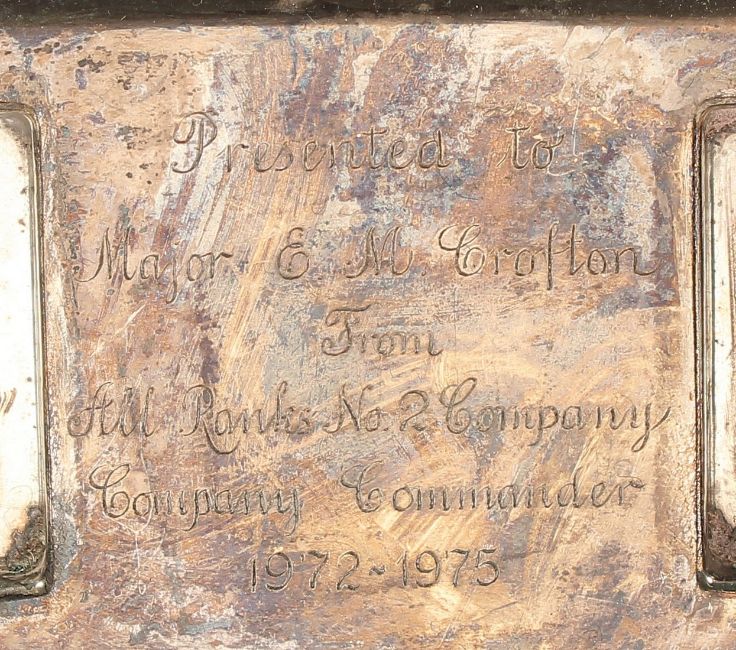 Presented to
Major E M. Crofton
From
All Ranks No. 2 Company
Company Commander
1972~1975